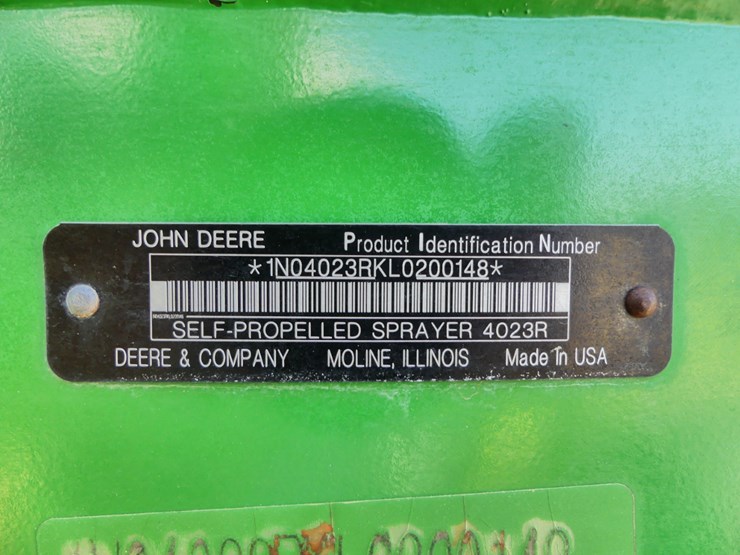 JOHN DEERE Product Identification Number
*1N04023RKL0200148*
SELF-PROPELLED SPRAYER 4023R
DEERE & COMPANY MOLINE, ILLINOIS Made In USA